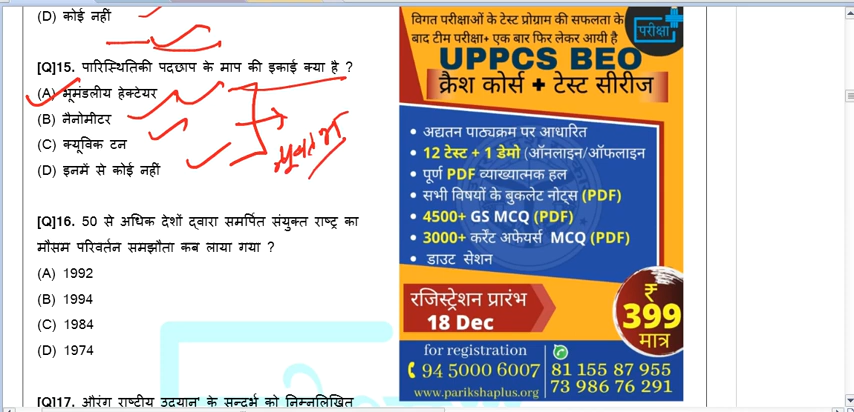 (D) कोई नहीं
[Q]15. पारिस्थितिकी पदछाप के माप की इकाई क्या है ?
(A) भूमंडलीय हेक्टेयर
(B) नैनोमीटर
(C) क्यूविक टन
(D) इनमें से कोई नहीं
[Q]16. 50 से अधिक देशों द्वारा समर्पित संयुक्त राष्ट्र का
मौसम परिवर्तन समझौता कब लाया गया ?
(A) 1992
(B) 1994
(C) 1984
(D) 1974
[Q]17. औरंग राष्टीय उदयान' के सन्दर्भ को निम्नलिखित
विगत परीक्षाओं के टेस्ट प्रोग्राम की सफलता के
बाद टीम परीक्षा+ एक बार फिर लेकर आयी है
परीक्षा
UPPCS BEO
क्रैश कोर्स + टेस्ट सीरीज
• अद्यतन पाठ्यक्रम पर आधारित
• 12 टेस्ट + 1 डेमो (ऑनलाइन/ऑफलाइन
• पूर्ण PDF व्याख्यात्मक हल
• सभी विषयों के बुकलेट नोट्स (PDF)
• 4500+ GS MCQ (PDF)
• 3000+ करेंट अफेयर्स MCQ (PDF)
• डाउट सेशन
रजिस्ट्रेशन प्रारंभ
18 Dec
₹
399
मात्र
for registration
94 5000 6007
81 155 87 955
73 986 76 291
www.parikshaplus.org